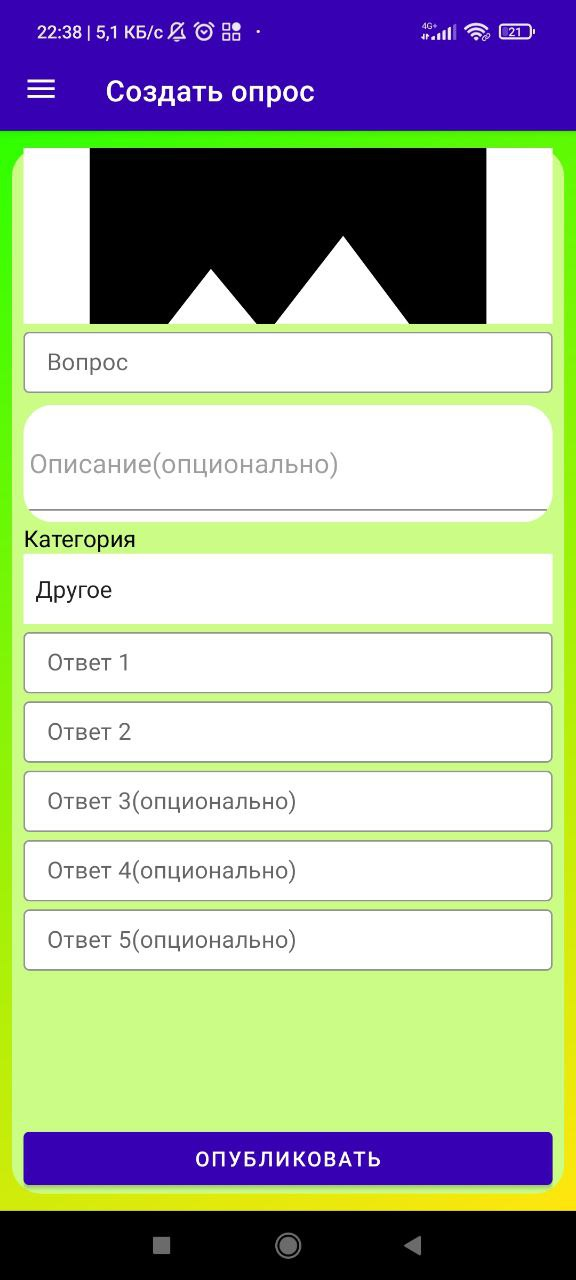 22:38 | 5,1 КБ/с 4G+ 21
Создать опрос
Вопрос
Описание(опционально)
Категория
Другое
Ответ 1
Ответ 2
Ответ 3(опционально)
Ответ 4(опционально)
Ответ 5(опционально)
ОПУБЛИКОВАТЬ